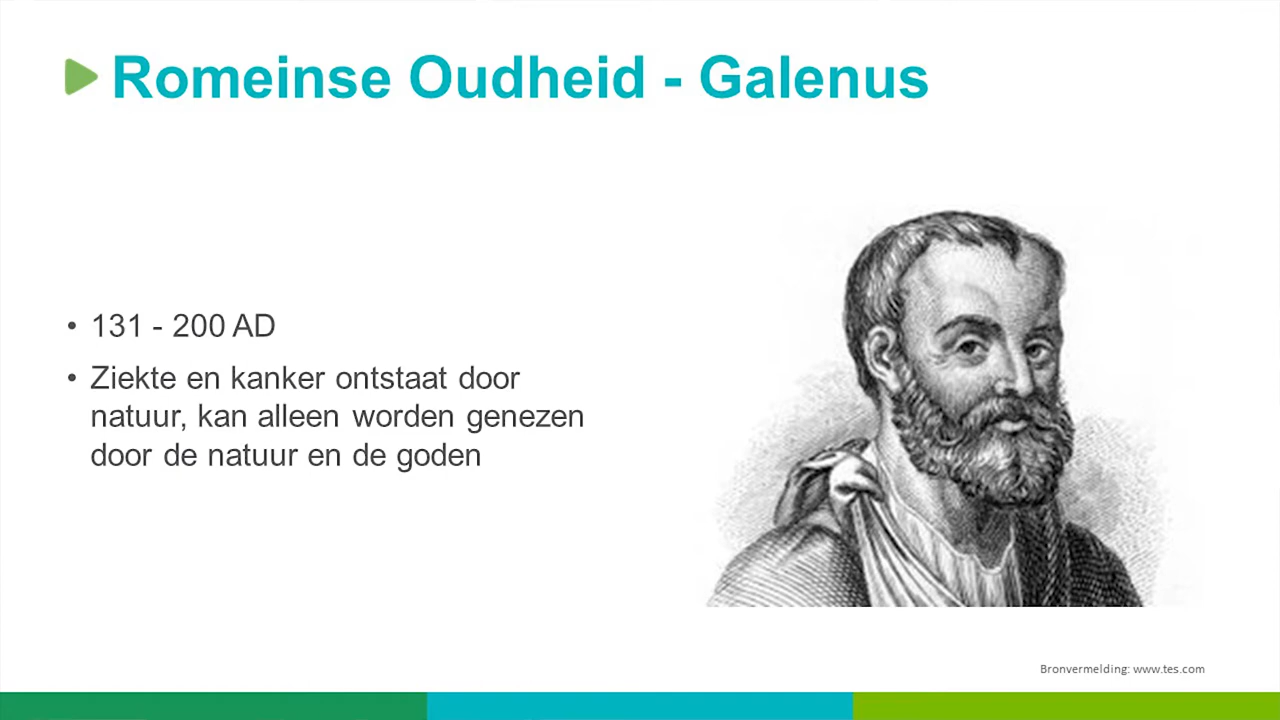 Romeinse Oudheid - Galenus
• 131 - 200 AD
• Ziekte en kanker ontstaat door
natuur, kan alleen worden genezen
door de natuur en de goden
Bronvermelding: www.tes.com